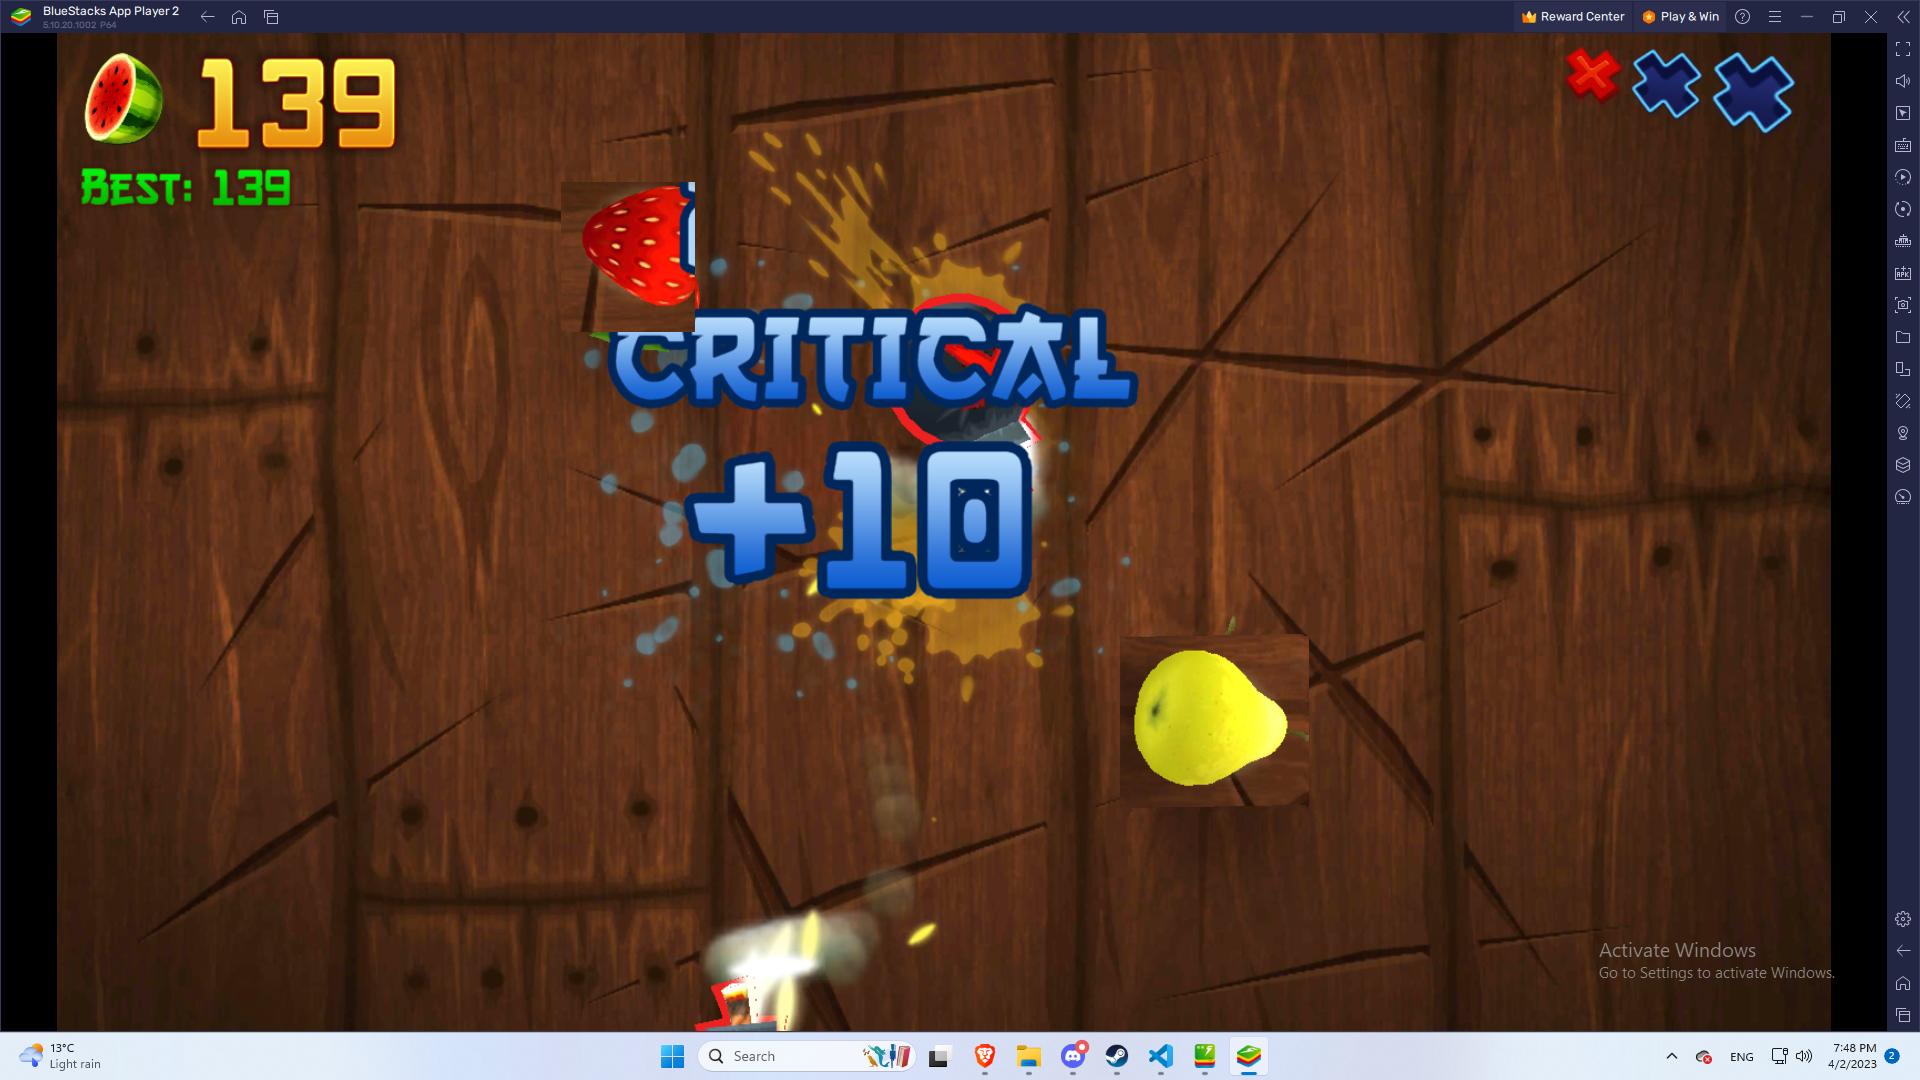 BlueStacks App Player 2
5.10.20.1002 P64
Reward Center
Play & Win
139
BEST: 139
CRITICAL
+10
Activate Windows
Go to Settings to activate Windows.
13°C
Light rain
Search
ENG
7:48 PM
4/2/2023
2